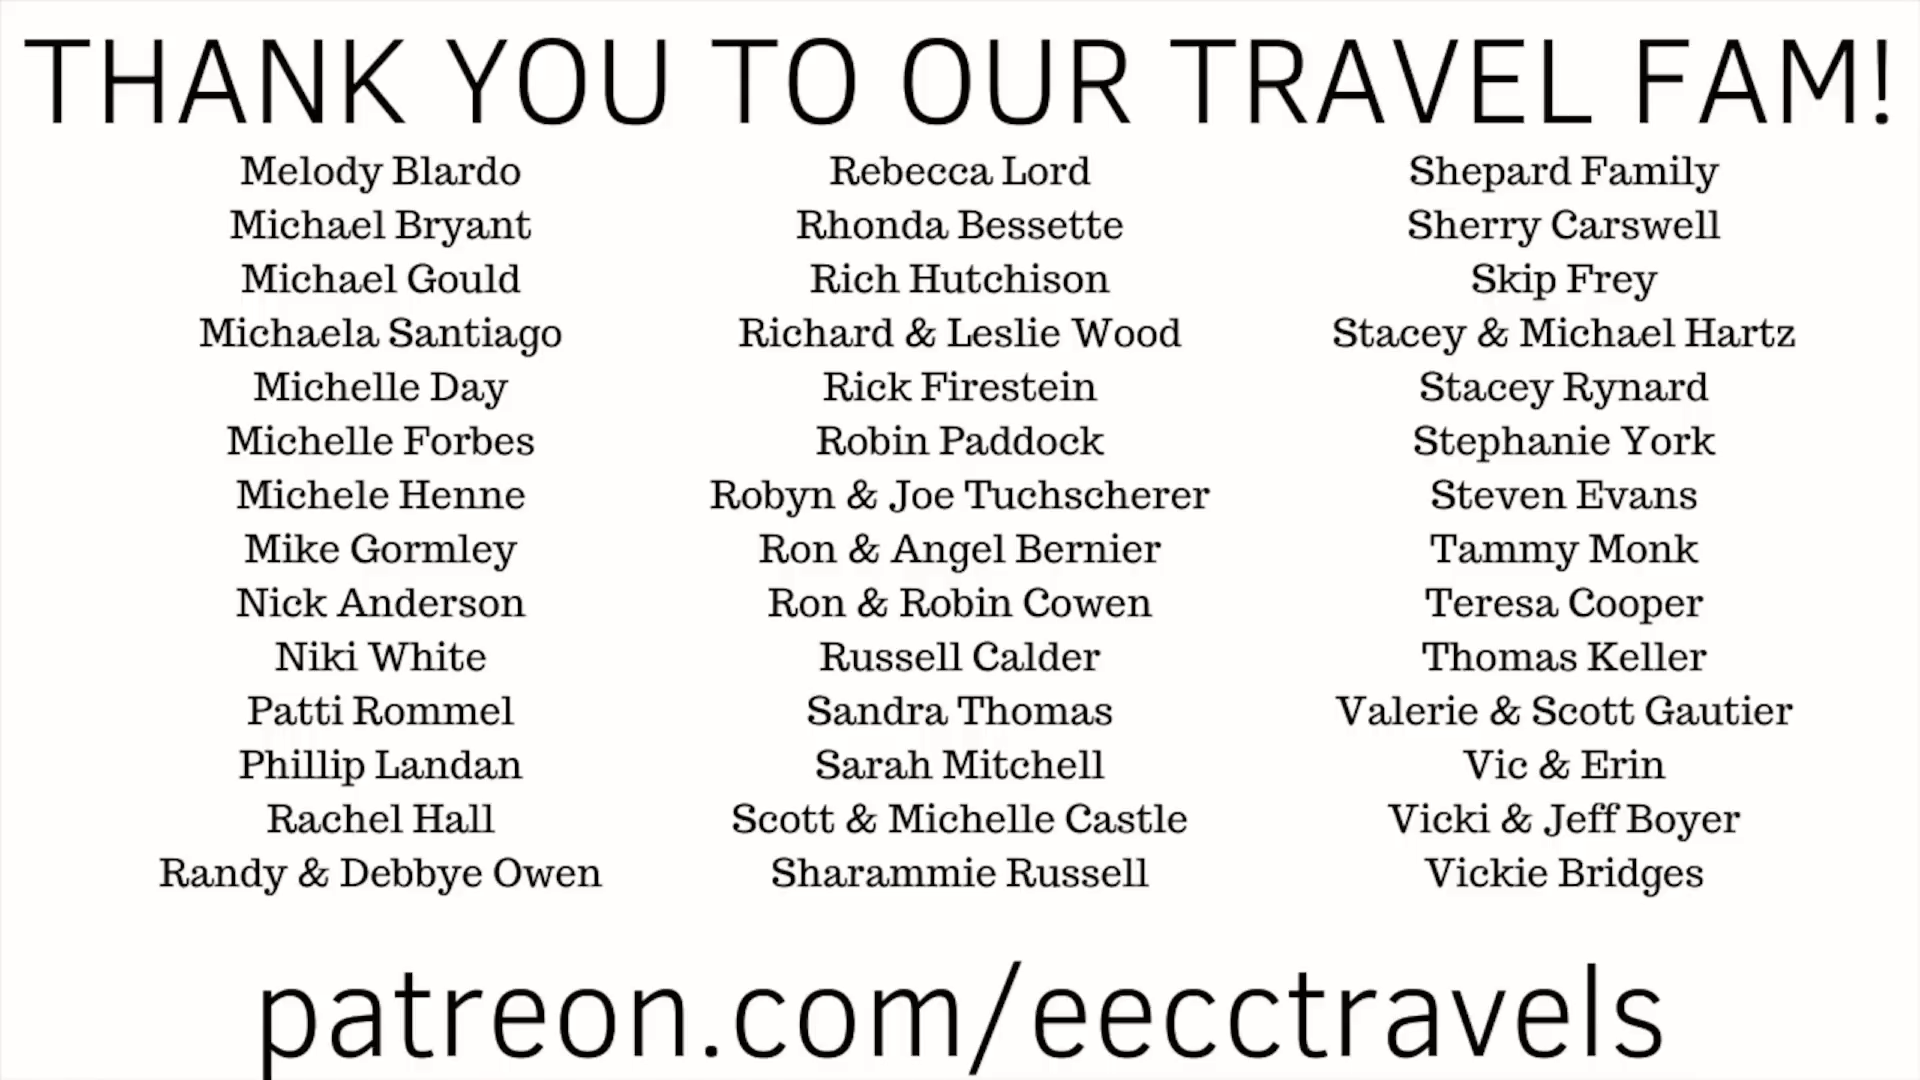 THANK YOU TO OUR TRAVEL FAM!
Melody Blardo
Michael Bryant
Michael Gould
Michaela Santiago
Michelle Day
Michelle Forbes
Michele Henne
Mike Gormley
Nick Anderson
Niki White
Patti Rommel
Phillip Landan
Rachel Hall
Randy & Debbye Owen
Rebecca Lord
Rhonda Bessette
Rich Hutchison
Richard & Leslie Wood
Rick Firestein
Robin Paddock
Robyn & Joe Tuchscherer
Ron & Angel Bernier
Ron & Robin Cowen
Russell Calder
Sandra Thomas
Sarah Mitchell
Scott & Michelle Castle
Sharammie Russell
Shepard Family
Sherry Carswell
Skip Frey
Stacey & Michael Hartz
Stacey Rynard
Stephanie York
Steven Evans
Tammy Monk
Teresa Cooper
Thomas Keller
Valerie & Scott Gautier
Vic & Erin
Vicki & Jeff Boyer
Vickie Bridges
patreon.com/eecctravels